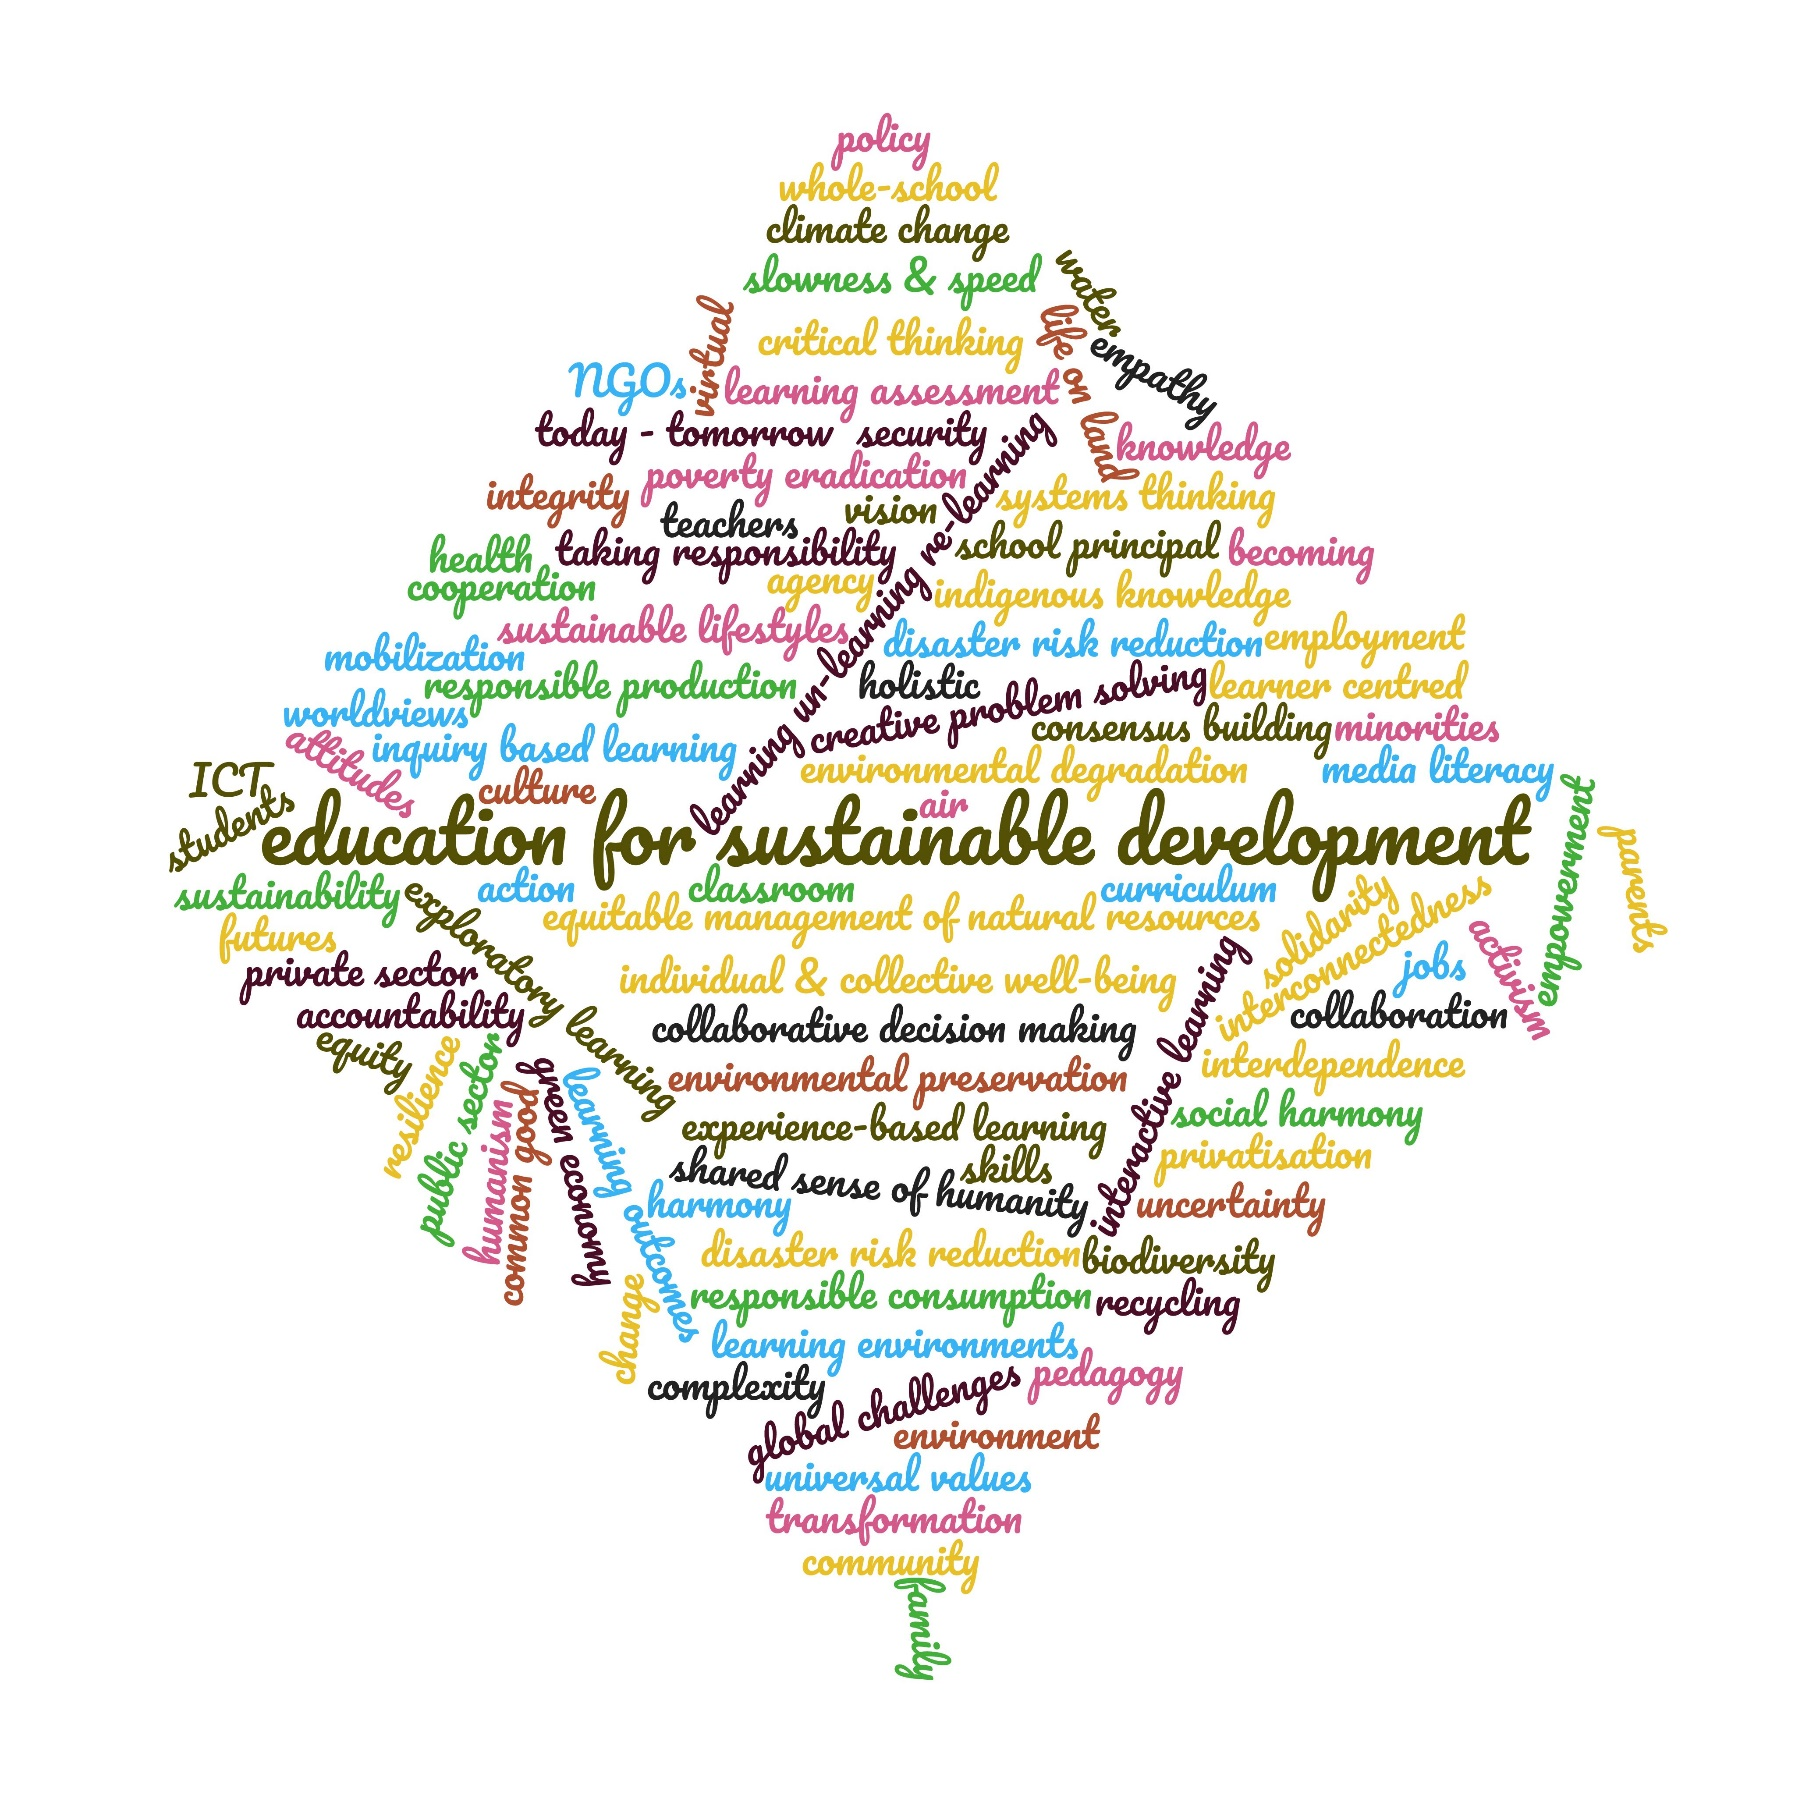 policy
whole-school
climate change
slowness & speed
water
virtual
life on land
critical thinking
empathy
NGOs
learning assessment
today - tomorrow
security
knowledge
poverty eradication
integrity
systems thinking
vision
teachers
learning un-learning re-learning
health
taking responsibility
school principal
becoming
cooperation
agency
indigenous knowledge
sustainable lifestyles
disaster risk reduction
employment
mobilization
responsible production
holistic
creative problem solving
learner centred
worldviews
consensus building
minorities
attitudes
inquiry based learning
environmental degradation
media literacy
ICT
culture
air
students
education for sustainable development
empowerment
parents
sustainability
action
classroom
curriculum
exploratory learning
equitable management of natural resources
solidarity
interconnectedness
futures
activism
private sector
individual & collective well-being
jobs
accountability
collaborative decision making
interactive learning
collaboration
equity
resilience
public sector
environmental preservation
interdependence
humanism
common good
green economy
learning outcomes
experience-based learning
social harmony
shared sense of humanity
skills
privatisation
harmony
uncertainty
disaster risk reduction
biodiversity
change
responsible consumption
recycling
learning environments
complexity
global challenges
pedagogy
environment
universal values
transformation
community
family